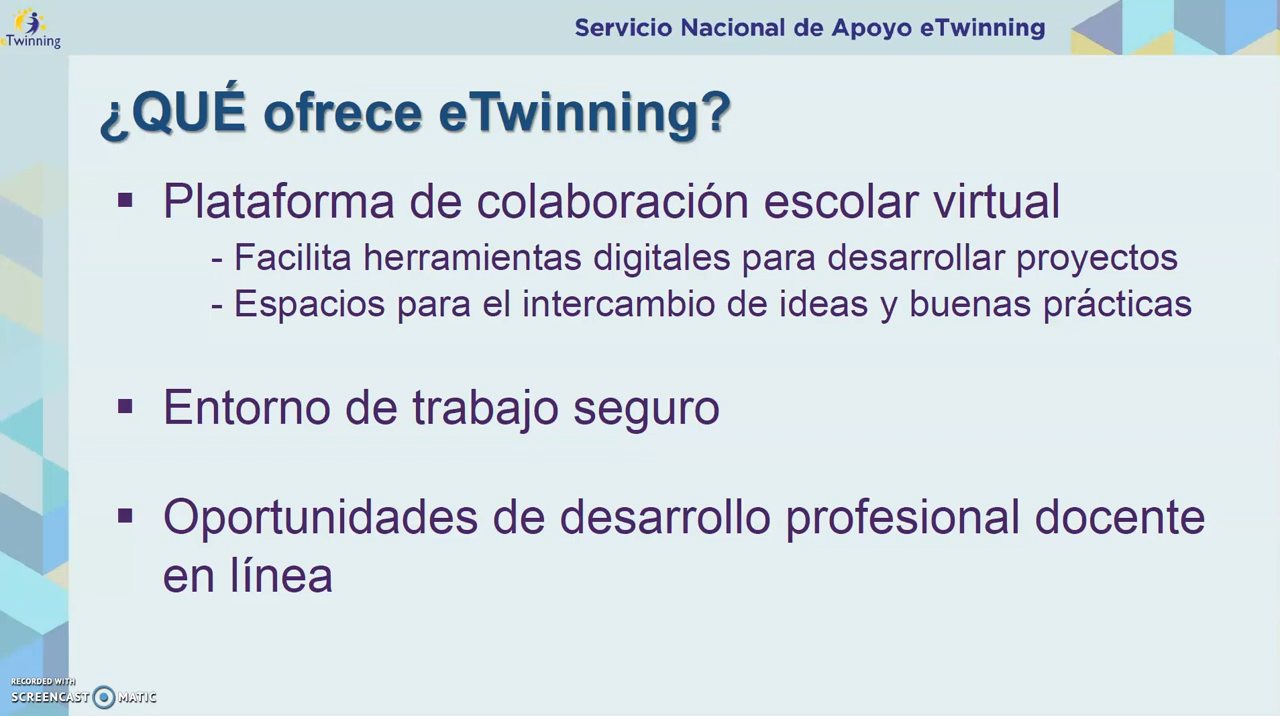 eTwinning
Servicio Nacional de Apoyo eTwinning
¿QUÉ ofrece eTwinning?
▪ Plataforma de colaboración escolar virtual
- Facilita herramientas digitales para desarrollar proyectos
- Espacios para el intercambio de ideas y buenas prácticas
▪ Entorno de trabajo seguro
▪ Oportunidades de desarrollo profesional docente
en línea
RECORDED WITH
SCREENCAST MATIC